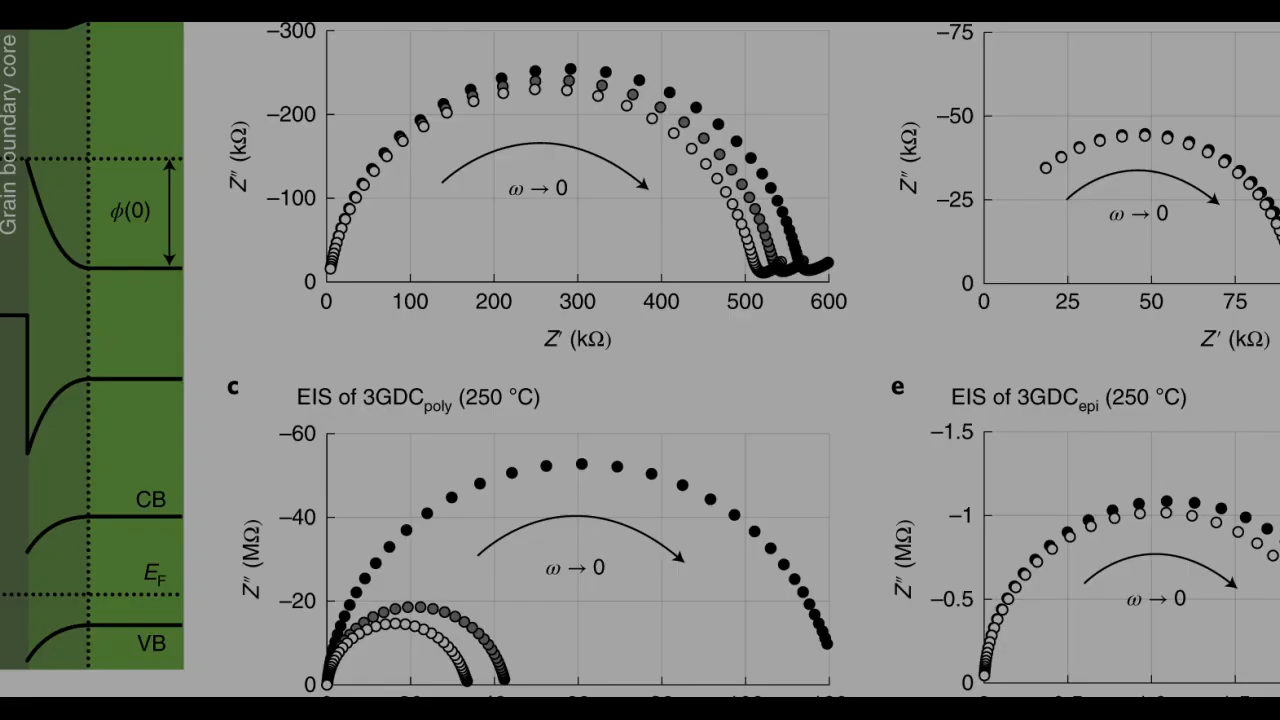 Grain boundary core
ϕ(0)
CB
E_F
VB
−300
−200
−100
0
Z″ (kΩ)
ω → 0
0 100 200 300 400 500 600
Z′ (kΩ)
−75
−50
−25
0
Z″ (kΩ)
ω → 0
0 25 50 75
Z′ (kΩ)
c EIS of 3GDC_poly (250 °C)
−60
−40
−20
0
Z″ (MΩ)
ω → 0
e EIS of 3GDC_epi (250 °C)
−1.5
−1
−0.5
0
Z″ (MΩ)
ω → 0